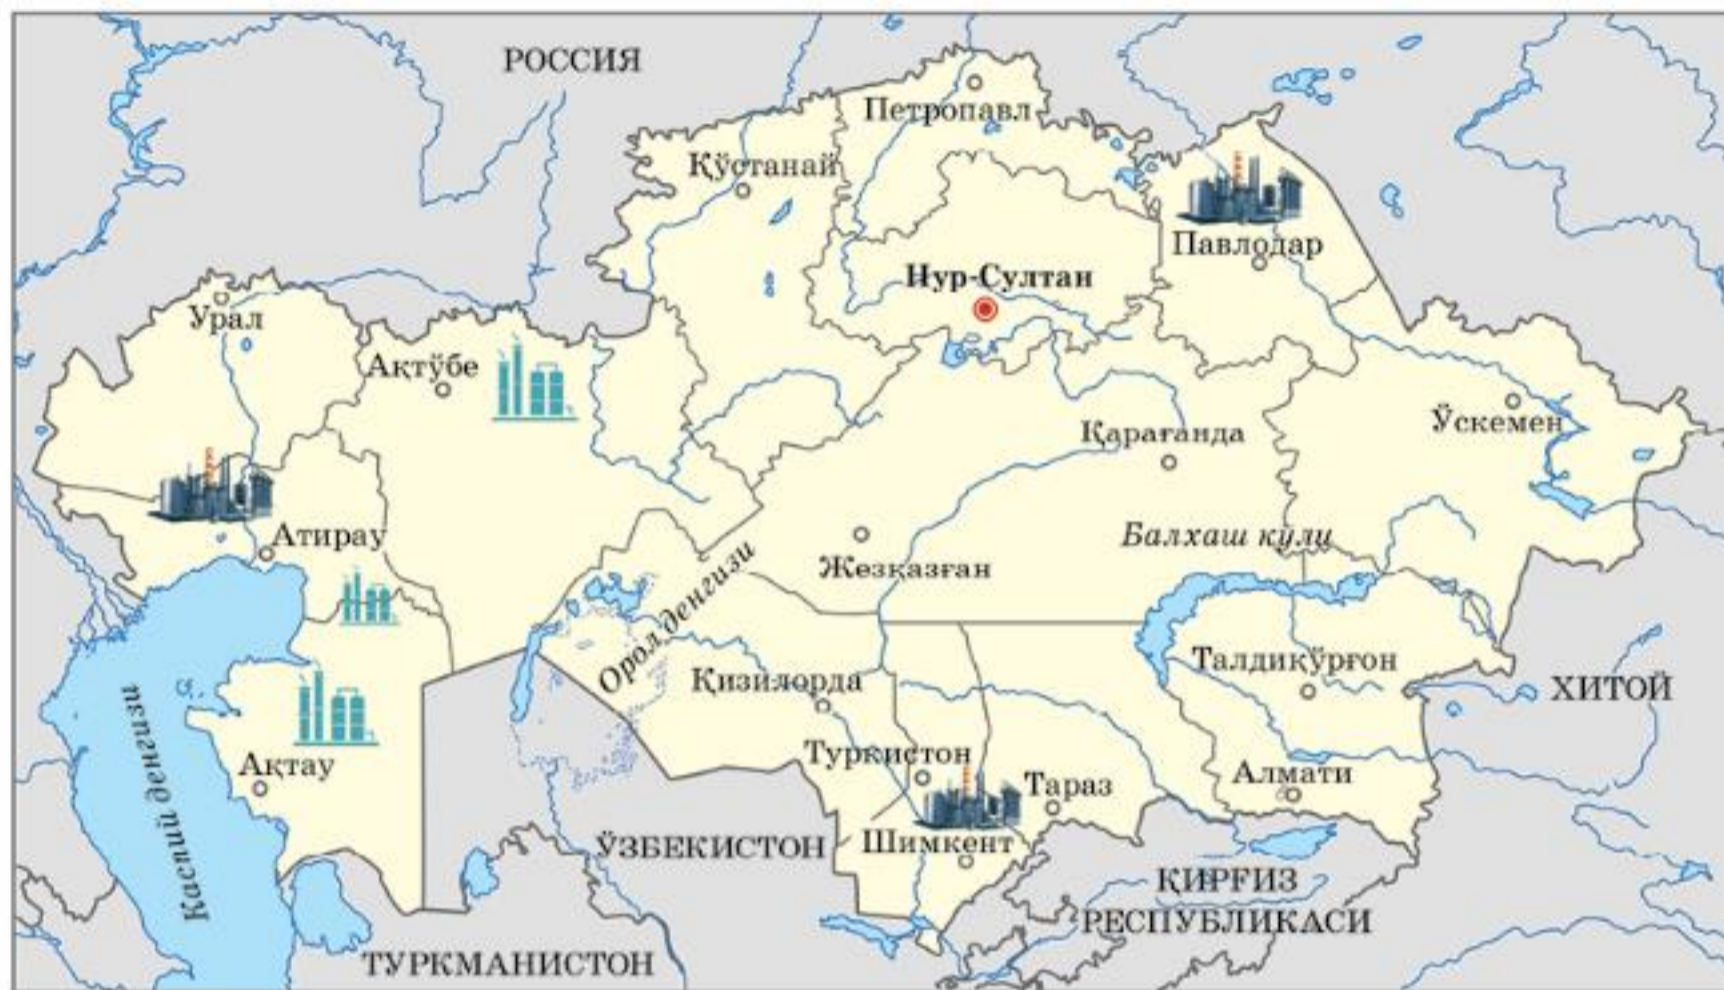 РОССИЯ
Петропавл
Қўстанай
Павлодар
Нур-Султан
Урал
Ақтўбе
Қарағанда
Ўскемен
Атирау
Жезқазған
Балхаш кўли
Орол денгизи
Қизилорда
Талдиқўрғон
ХИТОЙ
Каспий денгизи
Ақтау
Туркистон
Тараз
Алмати
Шимкент
ЎЗБЕКИСТОН
ҚИРҒИЗ
РЕСПУБЛИКАСИ
ТУРКМАНИСТОН